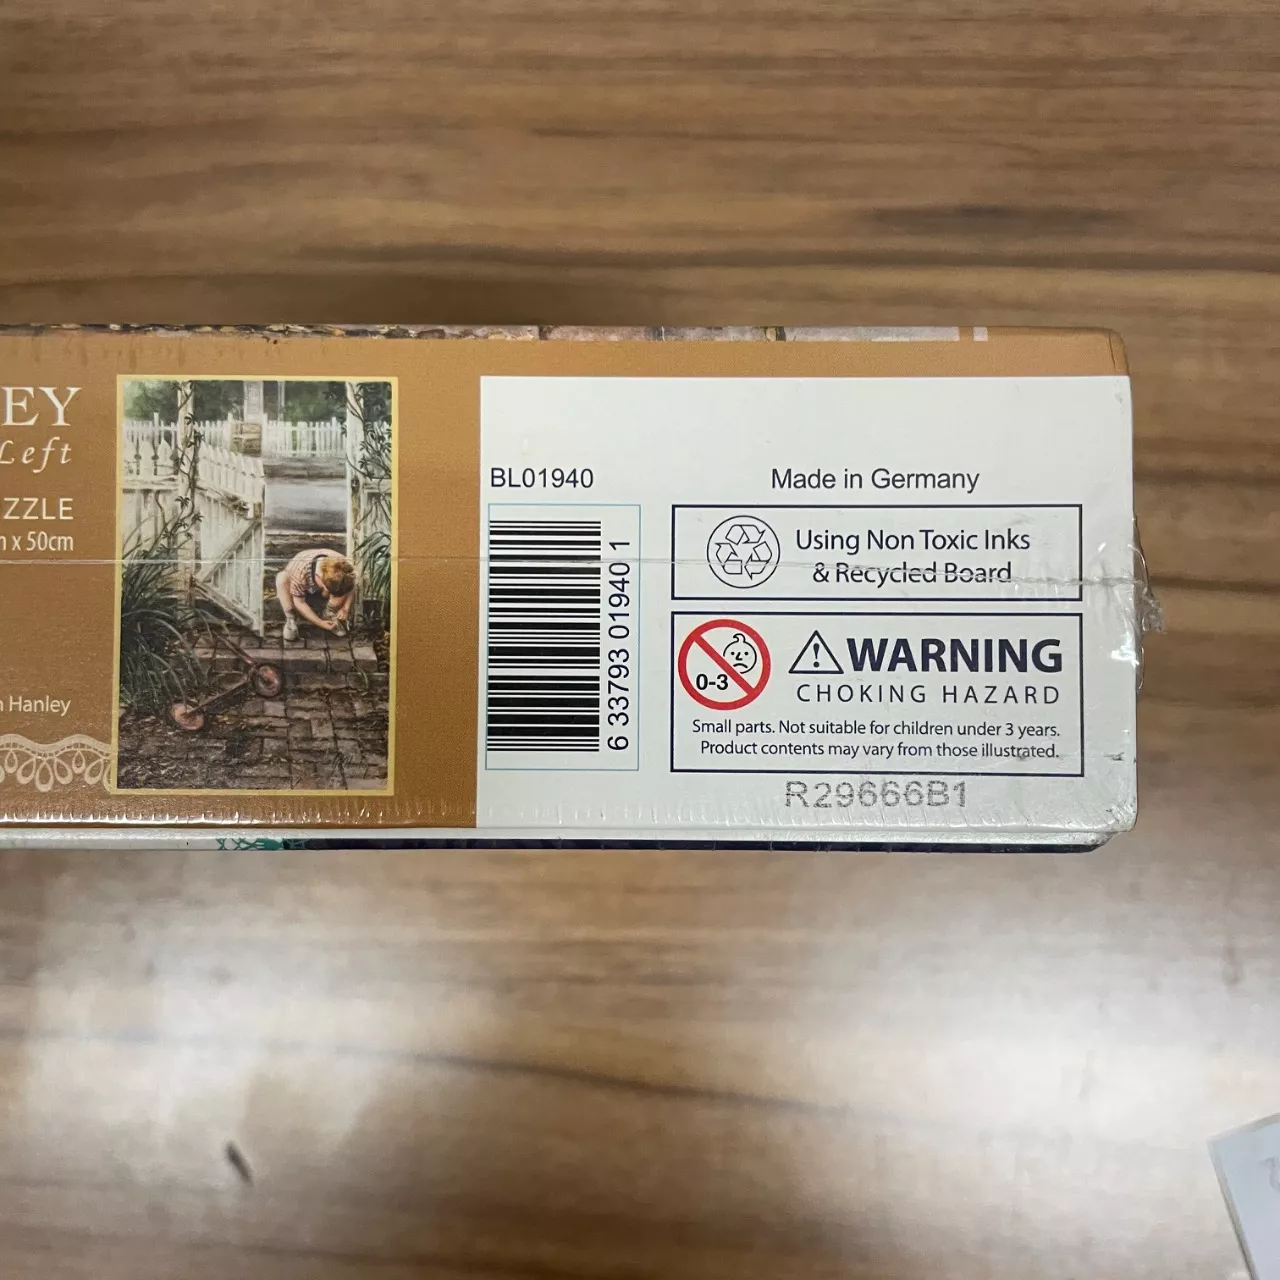 EY
Left
ZZLE
x 50cm
Hanley
BL01940
6 33793 01940 1
Made in Germany
Using Non Toxic Inks
& Recycled Board
0-3
WARNING
CHOKING HAZARD
Small parts. Not suitable for children under 3 years.
Product contents may vary from those illustrated.
R29666B1